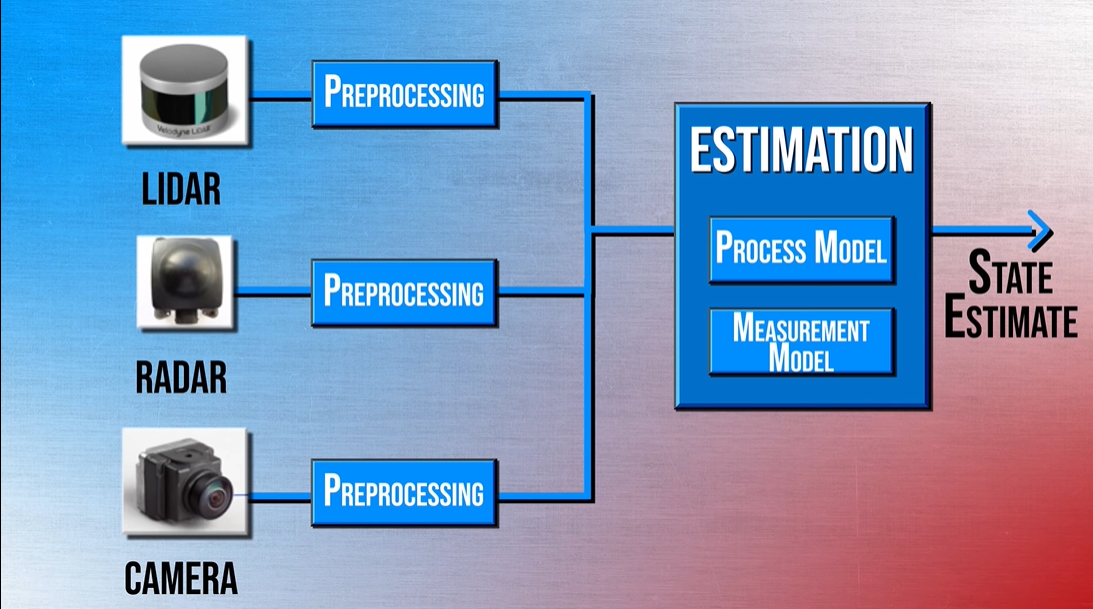 PREPROCESSING
Velodyne LiDAR
LIDAR
ESTIMATION
PROCESS MODEL
STATE
ESTIMATE
PREPROCESSING
MEASUREMENT
MODEL
RADAR
PREPROCESSING
CAMERA